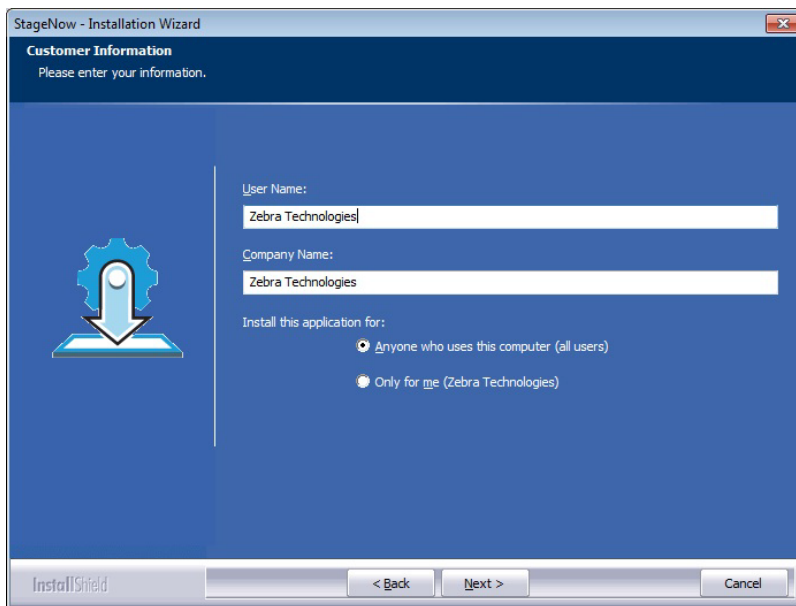 StageNow - Installation Wizard
Customer Information
Please enter your information.
User Name:
Zebra Technologies
Company Name:
Zebra Technologies
Install this application for:
Anyone who uses this computer (all users)
Only for me (Zebra Technologies)
InstallShield
< Back
Next >
Cancel